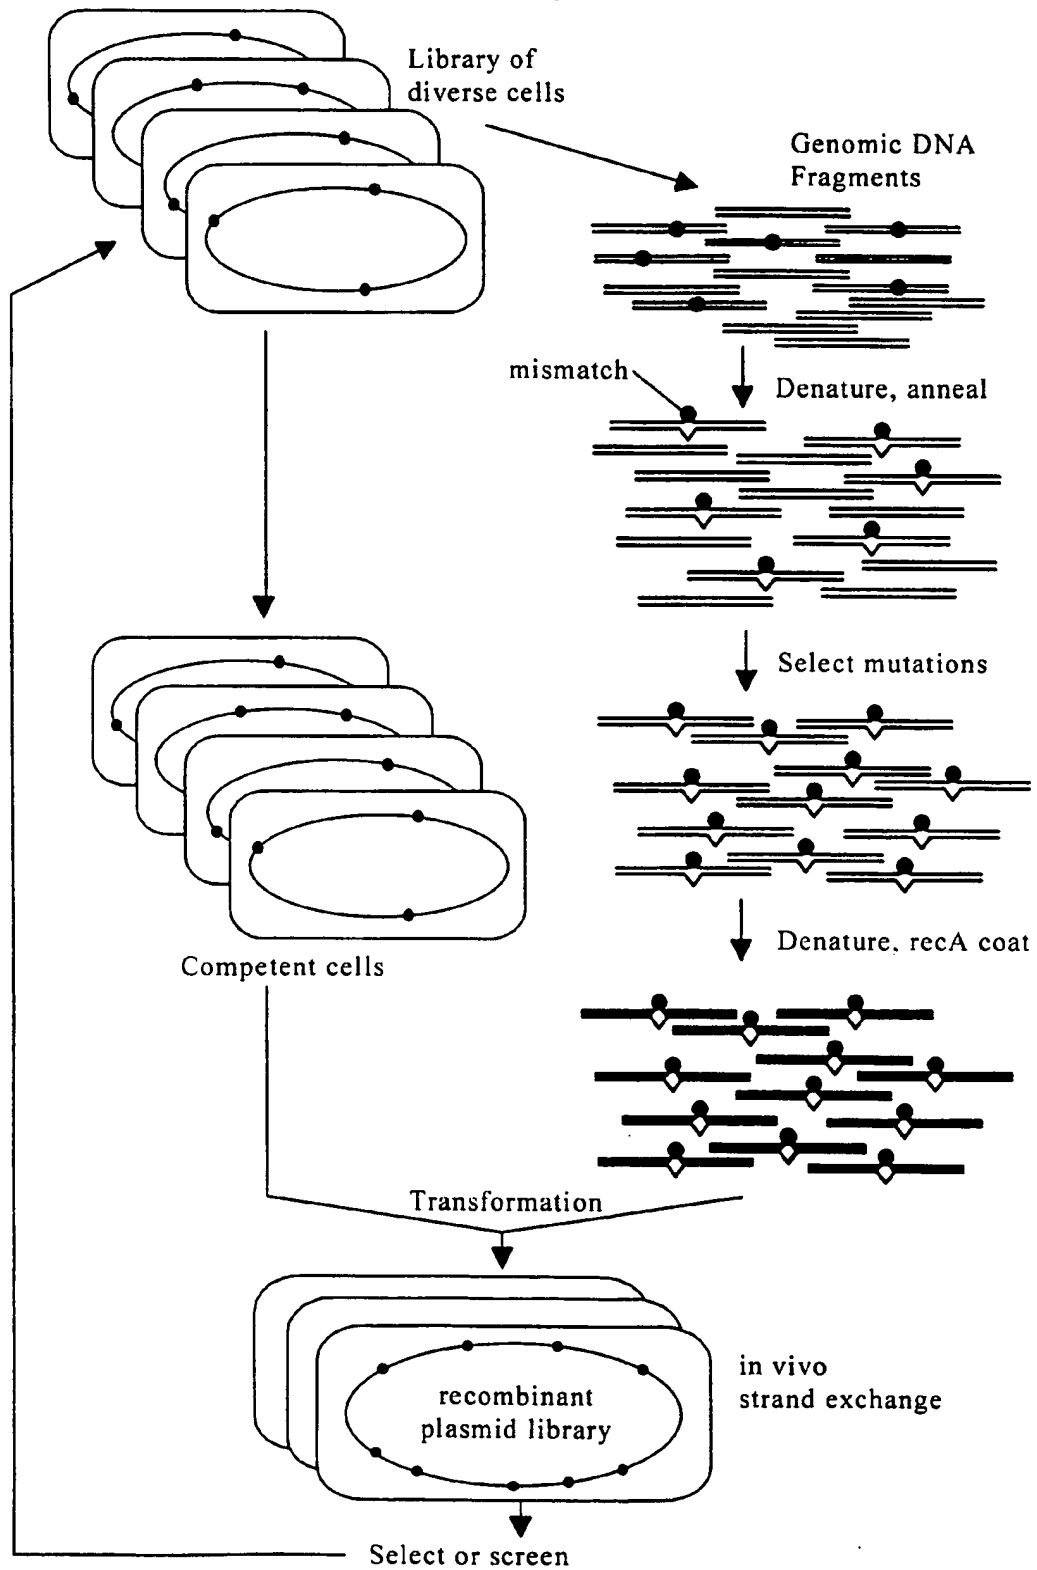 Library of
diverse cells
Genomic DNA
Fragments
mismatch
Denature, anneal
Select mutations
Denature, recA coat
Competent cells
Transformation
recombinant
plasmid library
in vivo
strand exchange
Select or screen